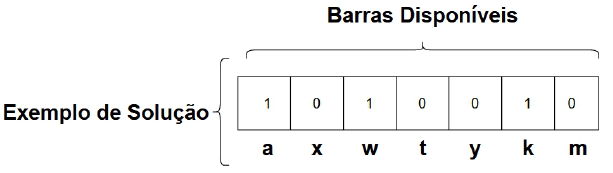 Barras Disponíveis
Exemplo de Solução
1 0 1 0 0 1 0
a x w t y k m